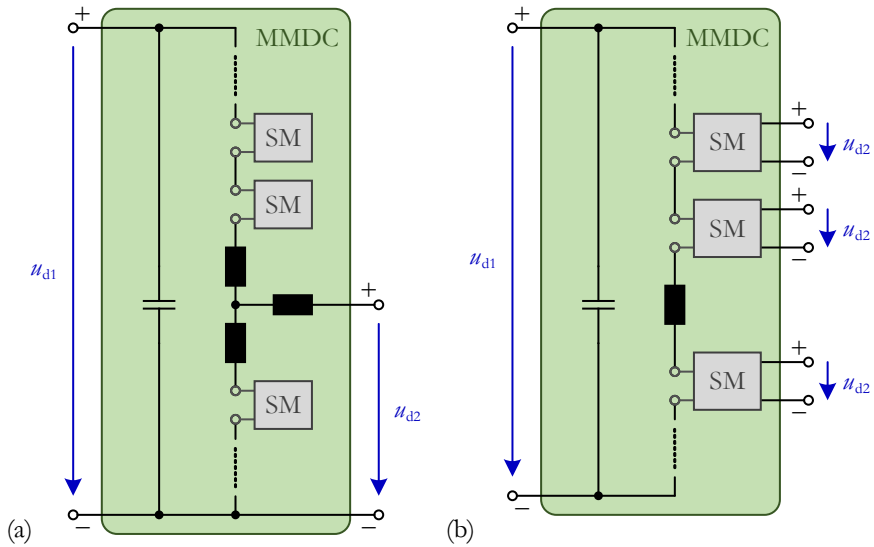 +
MMDC
SM
SM
u_d1
+
SM
u_d2
−
−
(a)
+
MMDC
+
SM
u_d2
−
+
SM
u_d2
−
u_d1
+
SM
u_d2
−
−
(b)